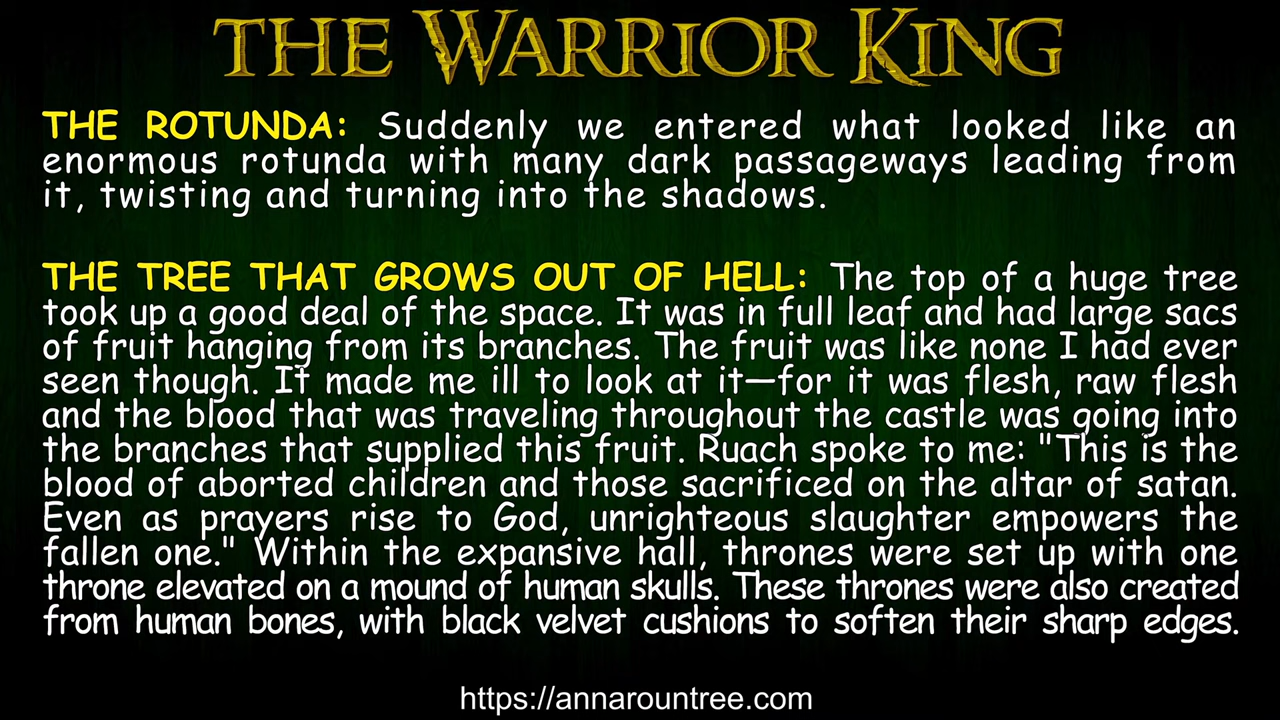 THE WARRIOR KING
THE ROTUNDA: Suddenly we entered what looked like an
enormous rotunda with many dark passageways leading from
it, twisting and turning into the shadows.
THE TREE THAT GROWS OUT OF HELL: The top of a huge tree
took up a good deal of the space. It was in full leaf and had large sacs
of fruit hanging from its branches. The fruit was like none I had ever
seen though. It made me ill to look at it—for it was flesh, raw flesh
and the blood that was traveling throughout the castle was going into
the branches that supplied this fruit. Ruach spoke to me: "This is the
blood of aborted children and those sacrificed on the altar of satan.
Even as prayers rise to God, unrighteous slaughter empowers the
fallen one." Within the expansive hall, thrones were set up with one
throne elevated on a mound of human skulls. These thrones were also created
from human bones, with black velvet cushions to soften their sharp edges.
https://annarountree.com